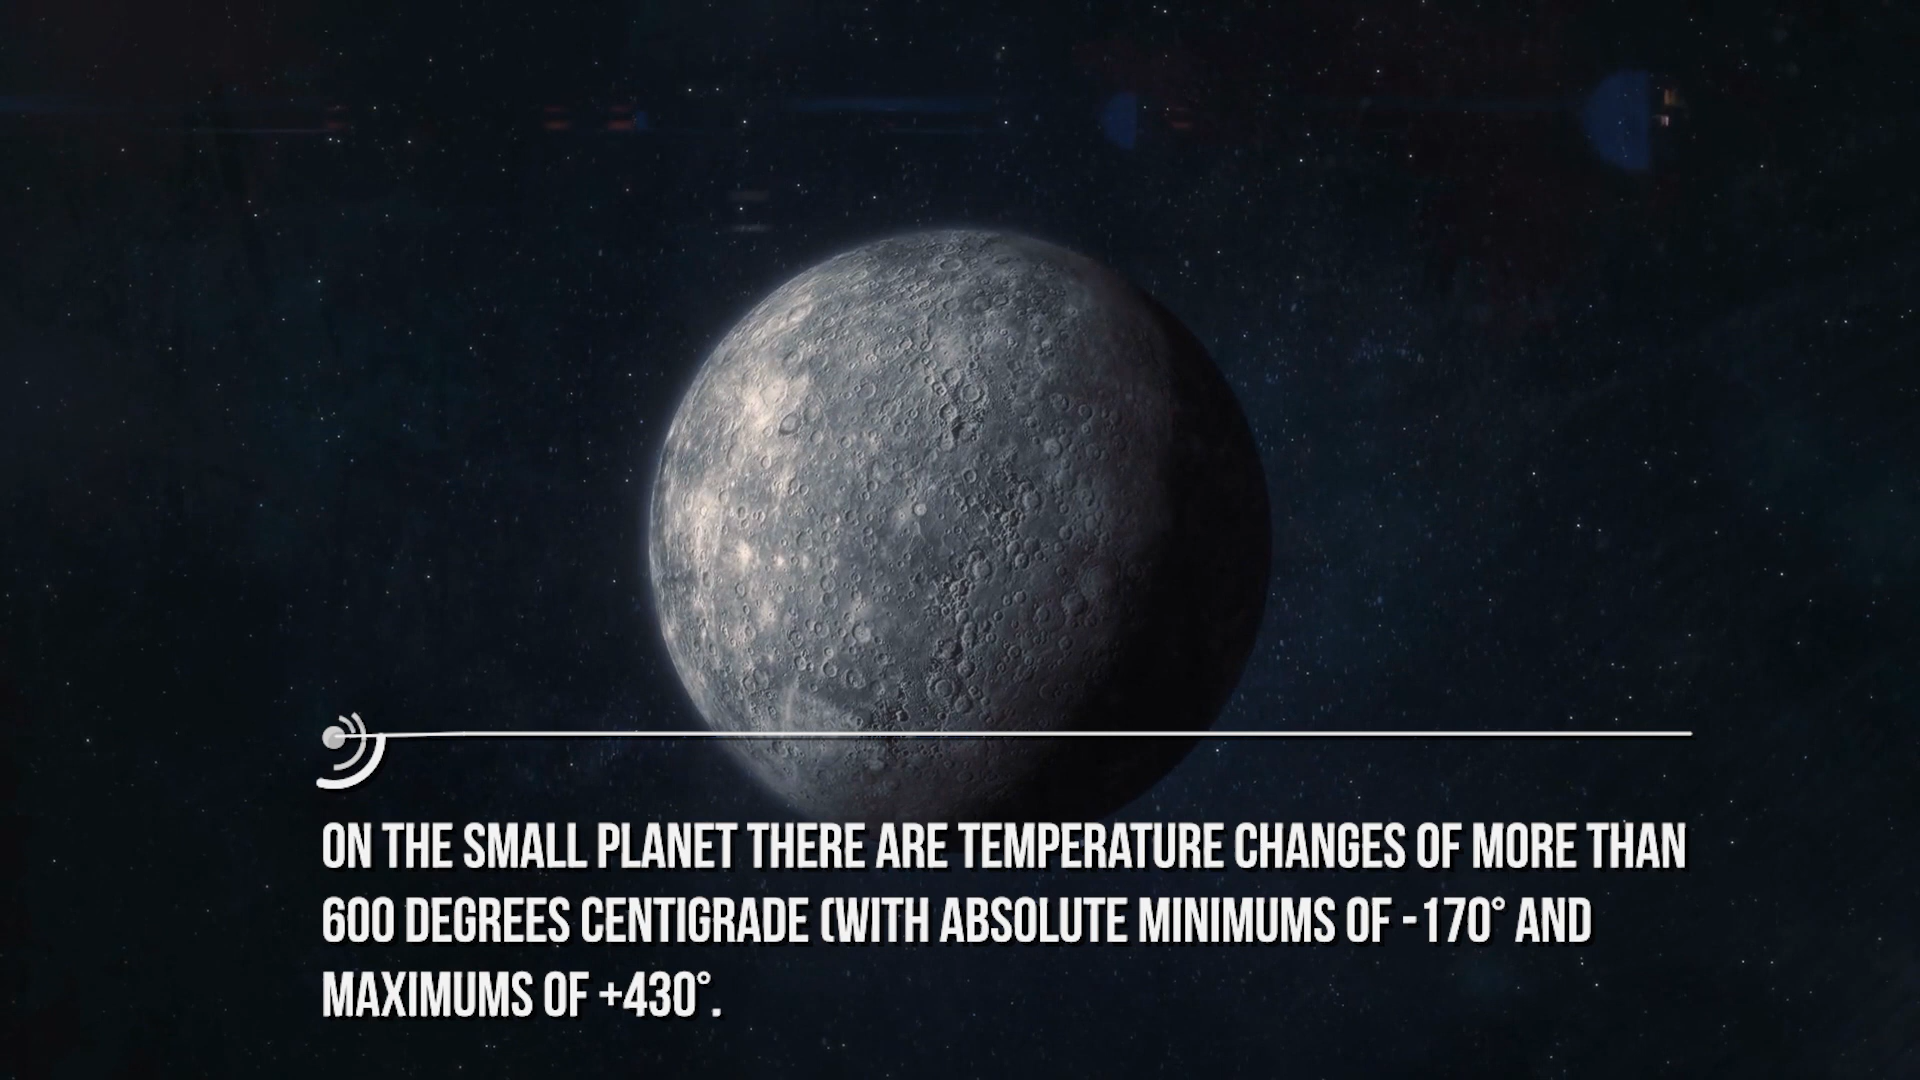 ON THE SMALL PLANET THERE ARE TEMPERATURE CHANGES OF MORE THAN
600 DEGREES CENTIGRADE (WITH ABSOLUTE MINIMUMS OF -170° AND
MAXIMUMS OF +430°.